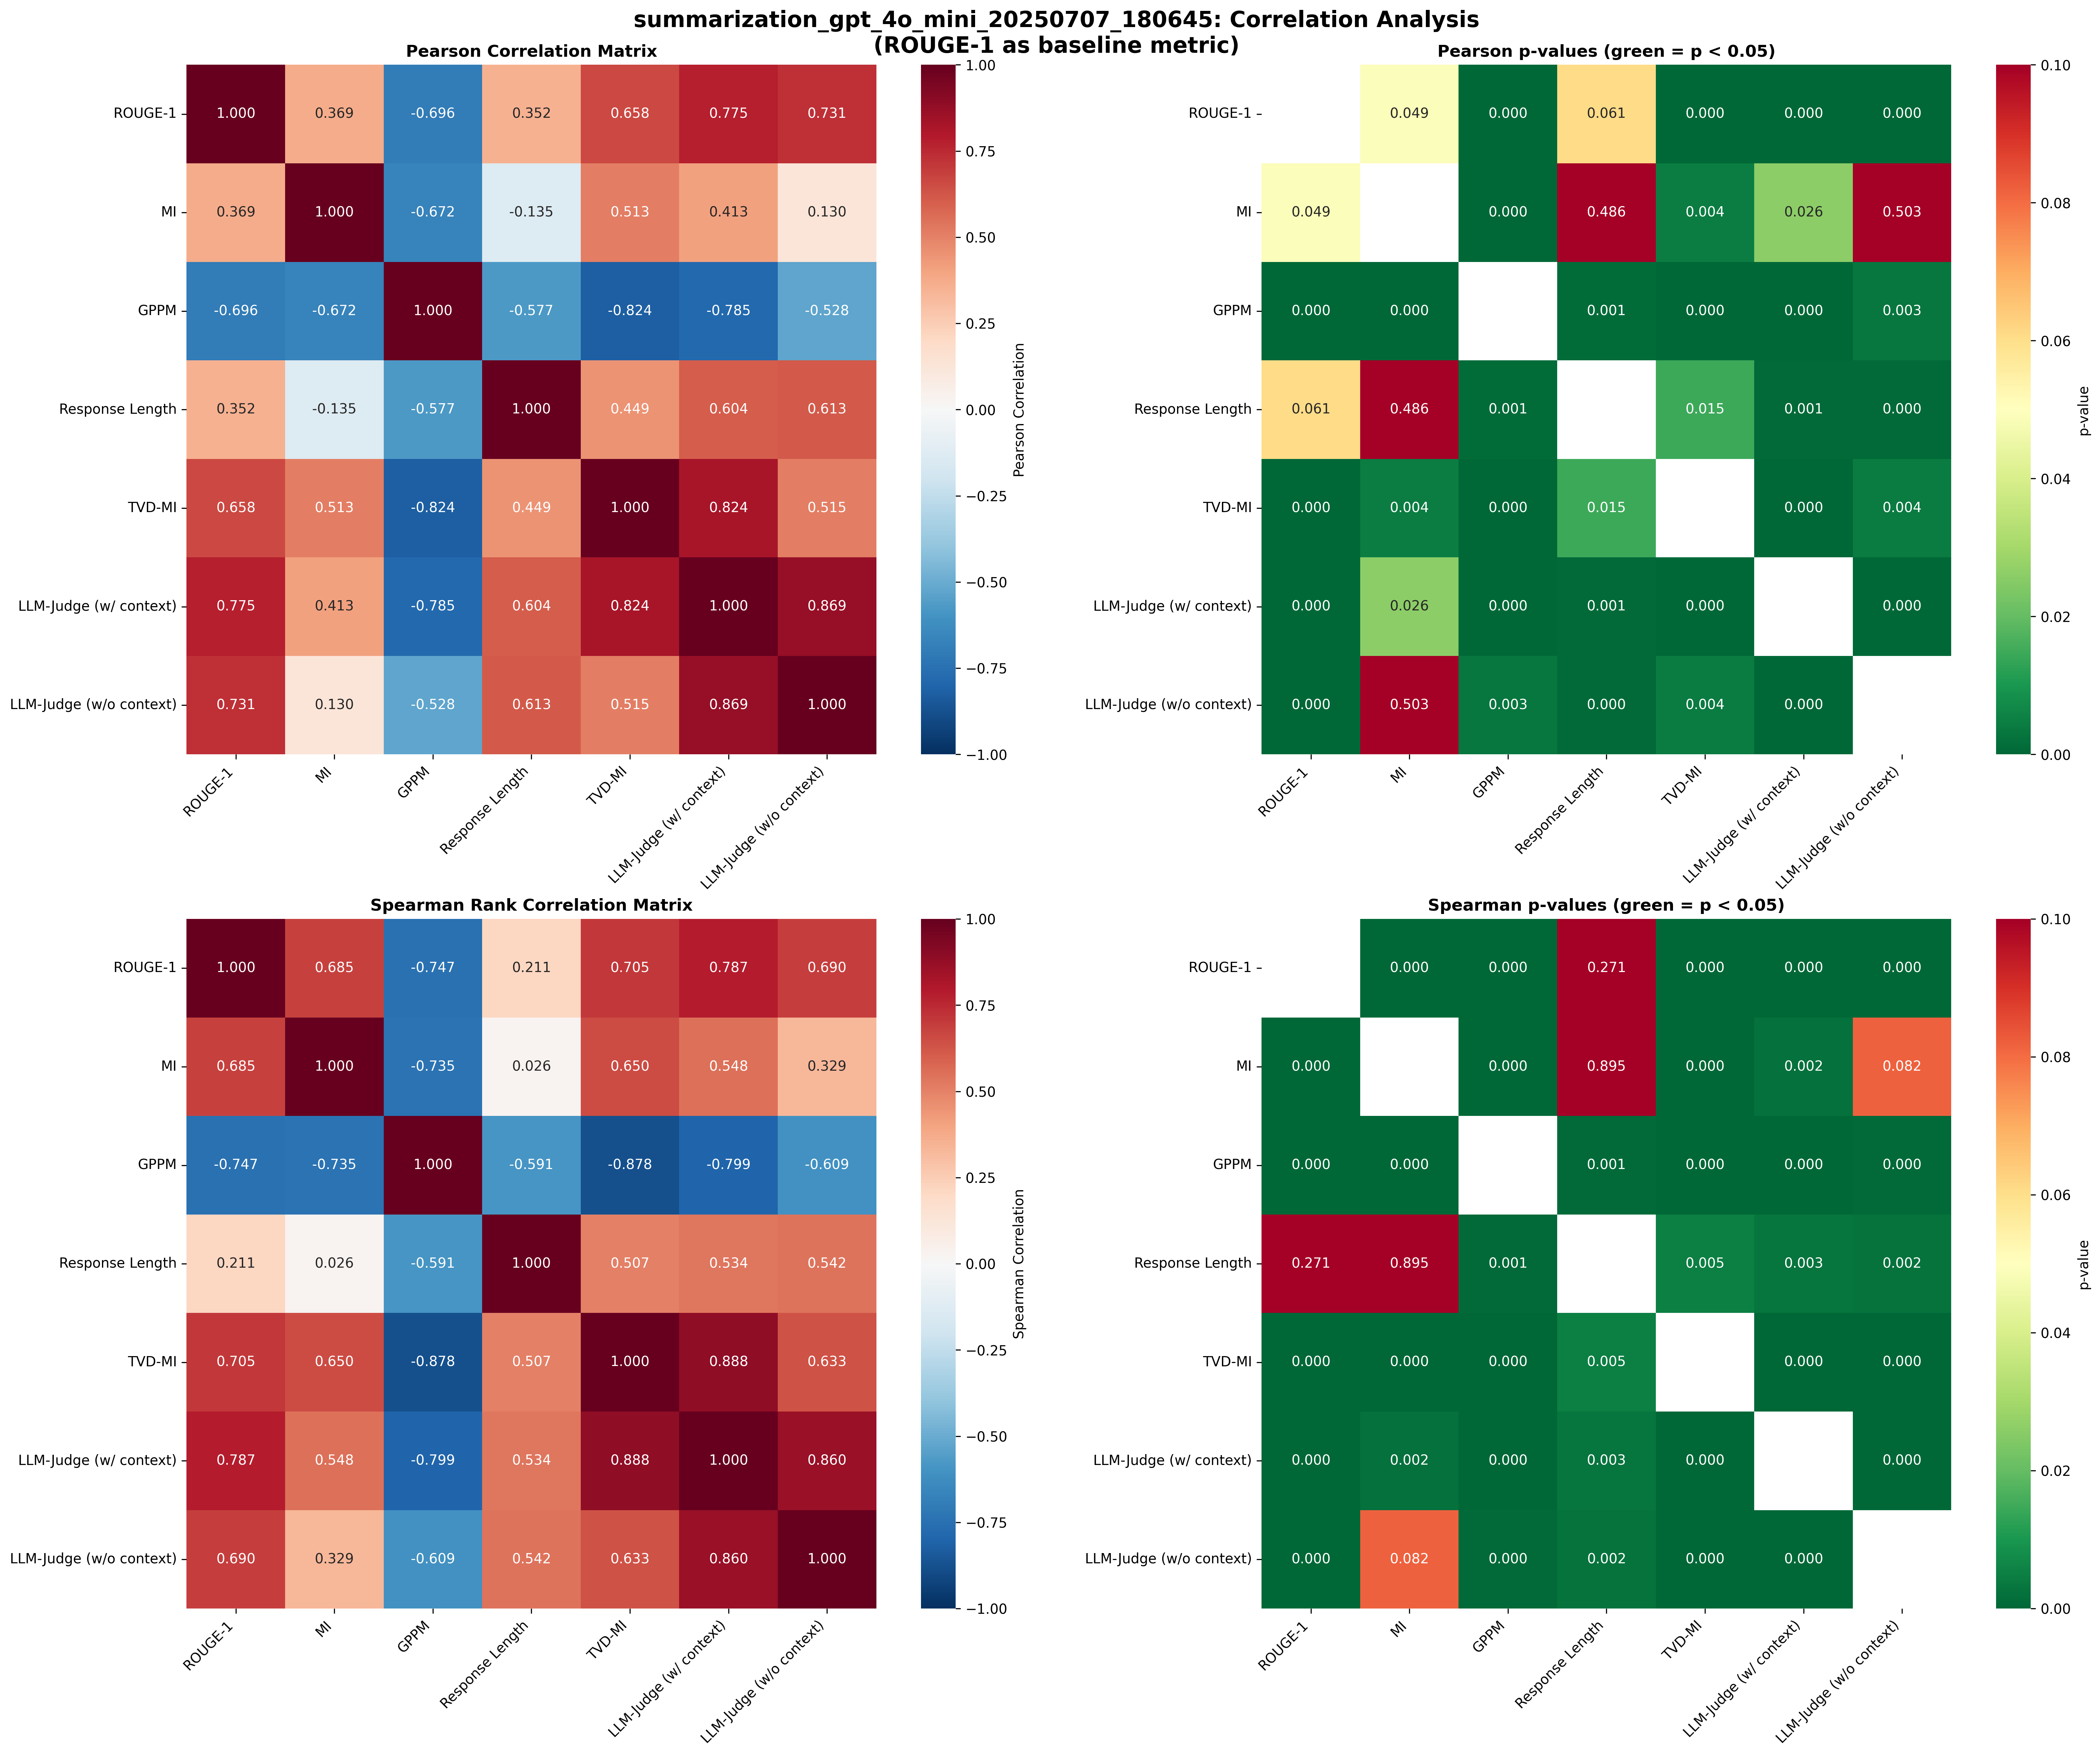 summarization_gpt_4o_mini_20250707_180645: Correlation Analysis
(ROUGE-1 as baseline metric)
Pearson Correlation Matrix
ROUGE-1 1.000 0.369 -0.696 0.352 0.658 0.775 0.731
MI 0.369 1.000 -0.672 -0.135 0.513 0.413 0.130
GPPM -0.696 -0.672 1.000 -0.577 -0.824 -0.785 -0.528
Response Length 0.352 -0.135 -0.577 1.000 0.449 0.604 0.613
TVD-MI 0.658 0.513 -0.824 0.449 1.000 0.824 0.515
LLM-Judge (w/ context) 0.775 0.413 -0.785 0.604 0.824 1.000 0.869
LLM-Judge (w/o context) 0.731 0.130 -0.528 0.613 0.515 0.869 1.000
ROUGE-1 MI GPPM Response Length TVD-MI LLM-Judge (w/ context) LLM-Judge (w/o context)
1.00
0.75
0.50
0.25
0.00
−0.25
−0.50
−0.75
−1.00
Pearson Correlation
Pearson p-values (green = p < 0.05)
ROUGE-1 0.049 0.000 0.061 0.000 0.000 0.000
MI 0.049 0.000 0.486 0.004 0.026 0.503
GPPM 0.000 0.000 0.001 0.000 0.000 0.003
Response Length 0.061 0.486 0.001 0.015 0.001 0.000
TVD-MI 0.000 0.004 0.000 0.015 0.000 0.004
LLM-Judge (w/ context) 0.000 0.026 0.000 0.001 0.000 0.000
LLM-Judge (w/o context) 0.000 0.503 0.003 0.000 0.004 0.000
ROUGE-1 MI GPPM Response Length TVD-MI LLM-Judge (w/ context) LLM-Judge (w/o context)
0.10
0.08
0.06
0.04
0.02
0.00
p-value
Spearman Rank Correlation Matrix
ROUGE-1 1.000 0.685 -0.747 0.211 0.705 0.787 0.690
MI 0.685 1.000 -0.735 0.026 0.650 0.548 0.329
GPPM -0.747 -0.735 1.000 -0.591 -0.878 -0.799 -0.609
Response Length 0.211 0.026 -0.591 1.000 0.507 0.534 0.542
TVD-MI 0.705 0.650 -0.878 0.507 1.000 0.888 0.633
LLM-Judge (w/ context) 0.787 0.548 -0.799 0.534 0.888 1.000 0.860
LLM-Judge (w/o context) 0.690 0.329 -0.609 0.542 0.633 0.860 1.000
ROUGE-1 MI GPPM Response Length TVD-MI LLM-Judge (w/ context) LLM-Judge (w/o context)
1.00
0.75
0.50
0.25
0.00
−0.25
−0.50
−0.75
−1.00
Spearman Correlation
Spearman p-values (green = p < 0.05)
ROUGE-1 0.000 0.000 0.271 0.000 0.000 0.000
MI 0.000 0.000 0.895 0.000 0.002 0.082
GPPM 0.000 0.000 0.001 0.000 0.000 0.000
Response Length 0.271 0.895 0.001 0.005 0.003 0.002
TVD-MI 0.000 0.000 0.000 0.005 0.000 0.000
LLM-Judge (w/ context) 0.000 0.002 0.000 0.003 0.000 0.000
LLM-Judge (w/o context) 0.000 0.082 0.000 0.002 0.000 0.000
ROUGE-1 MI GPPM Response Length TVD-MI LLM-Judge (w/ context) LLM-Judge (w/o context)
0.10
0.08
0.06
0.04
0.02
0.00
p-value